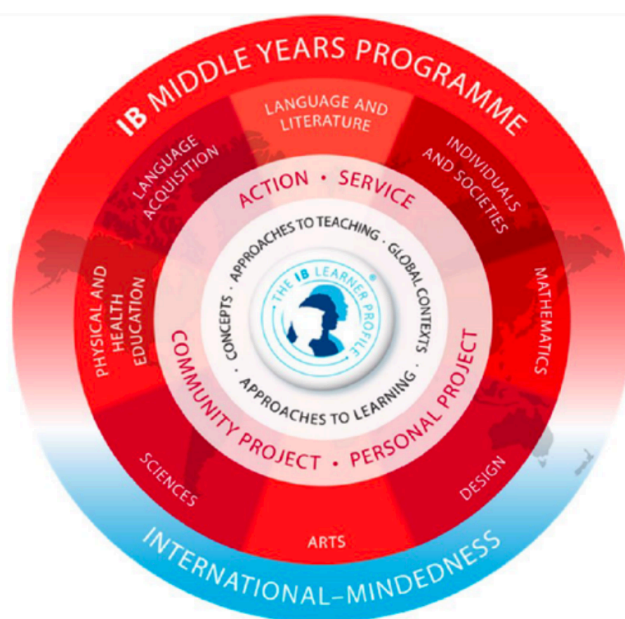 IB MIDDLE YEARS PROGRAMME
LANGUAGE AND
LITERATURE
INDIVIDUALS
AND SOCIETIES
MATHEMATICS
DESIGN
ARTS
SCIENCES
PHYSICAL AND
HEALTH
EDUCATION
LANGUAGE
ACQUISITION
ACTION • SERVICE
COMMUNITY PROJECT • PERSONAL PROJECT
APPROACHES TO TEACHING · GLOBAL CONTEXTS ·
APPROACHES TO LEARNING · CONCEPTS ·
THE IB LEARNER PROFILE ®
INTERNATIONAL–MINDEDNESS